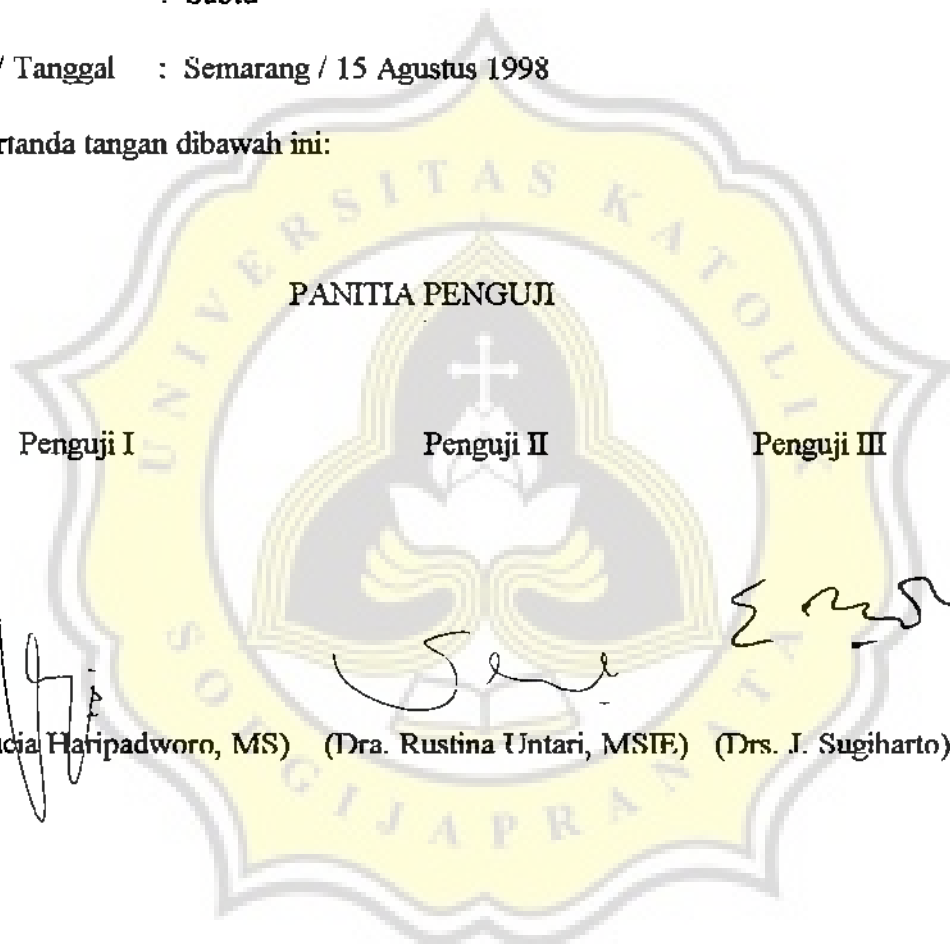 : Sabtu
/ Tanggal : Semarang / 15 Agustus 1998
rtanda tangan dibawah ini:
UNIVERSITAS KATOLIK
PANITIA PENGUJI
Penguji I Penguji II Penguji III
cia Haripadworo, MS) (Dra. Rustina Untari, MSIE) (Drs. J. Sugiharto)
SOEGIJAPRANATA